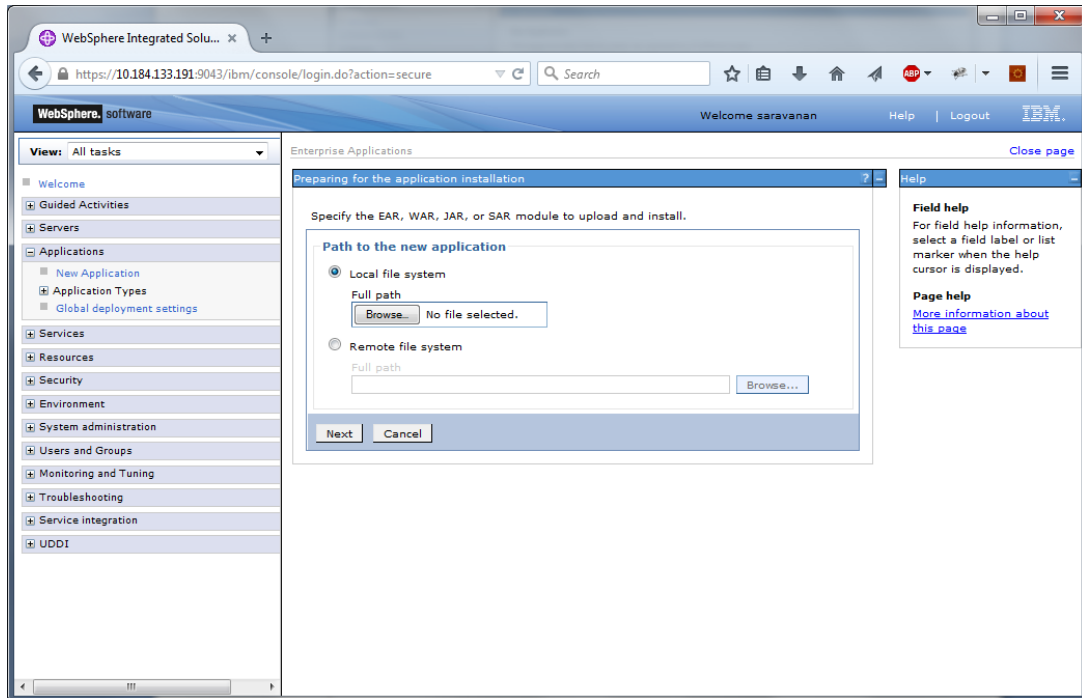 WebSphere Integrated Solu... × +
https://10.184.133.191:9043/ibm/console/login.do?action=secure Search ABP
WebSphere. software Welcome saravanan Help | Logout IBM.
View: All tasks
Welcome
Guided Activities
Servers
Applications
New Application
Application Types
Global deployment settings
Services
Resources
Security
Environment
System administration
Users and Groups
Monitoring and Tuning
Troubleshooting
Service integration
UDDI
Enterprise Applications Close page
Preparing for the application installation ? -
Specify the EAR, WAR, JAR, or SAR module to upload and install.
Path to the new application
Local file system
Full path
Browse... No file selected.
Remote file system
Full path
Browse...
Next Cancel
Help -
Field help
For field help information,
select a field label or list
marker when the help
cursor is displayed.
Page help
More information about
this page